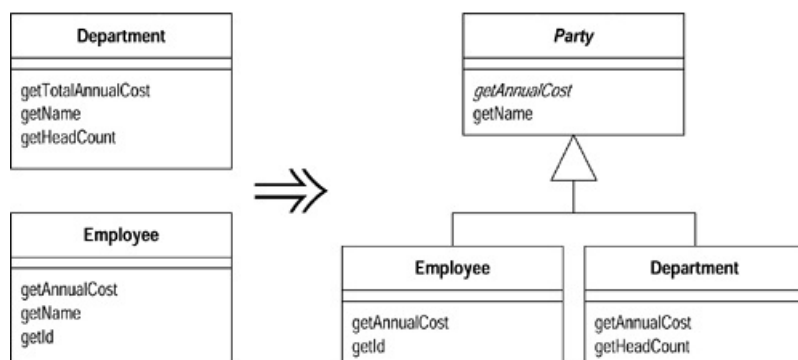 Department
getTotalAnnualCost
getName
getHeadCount
Employee
getAnnualCost
getName
getId
Party
getAnnualCost
getName
Employee
getAnnualCost
getId
Department
getAnnualCost
getHeadCount